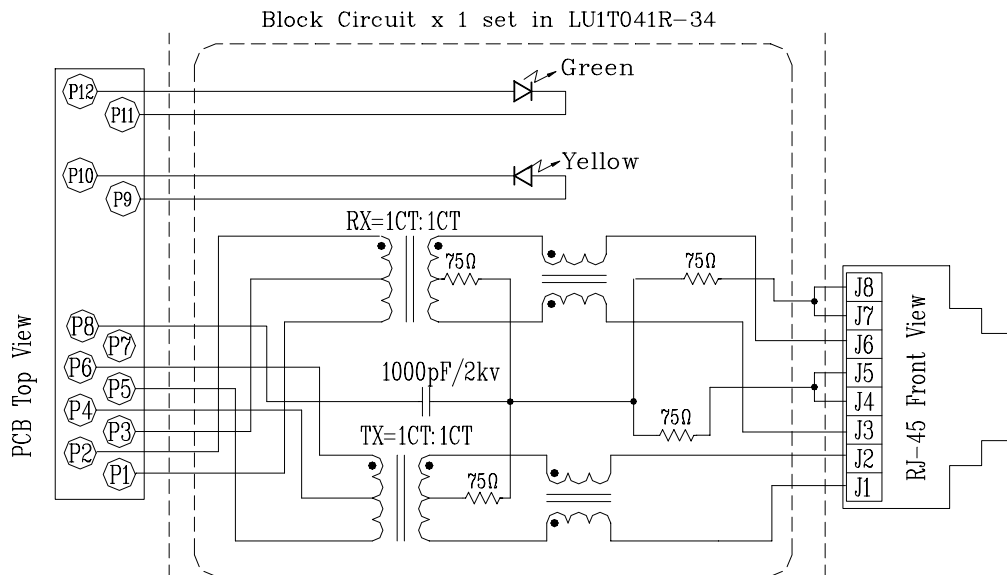 Block Circuit x 1 set in LU1T041R-34
Green
P12
P11
Yellow
P10
P9
RX=1CT:1CT
75Ω
75Ω
P8
P7
P6
P5
P4
P3
P2
P1
PCB Top View
1000pF/2kv
75Ω
TX=1CT:1CT
75Ω
J8
J7
J6
J5
J4
J3
J2
J1
RJ-45 Front View